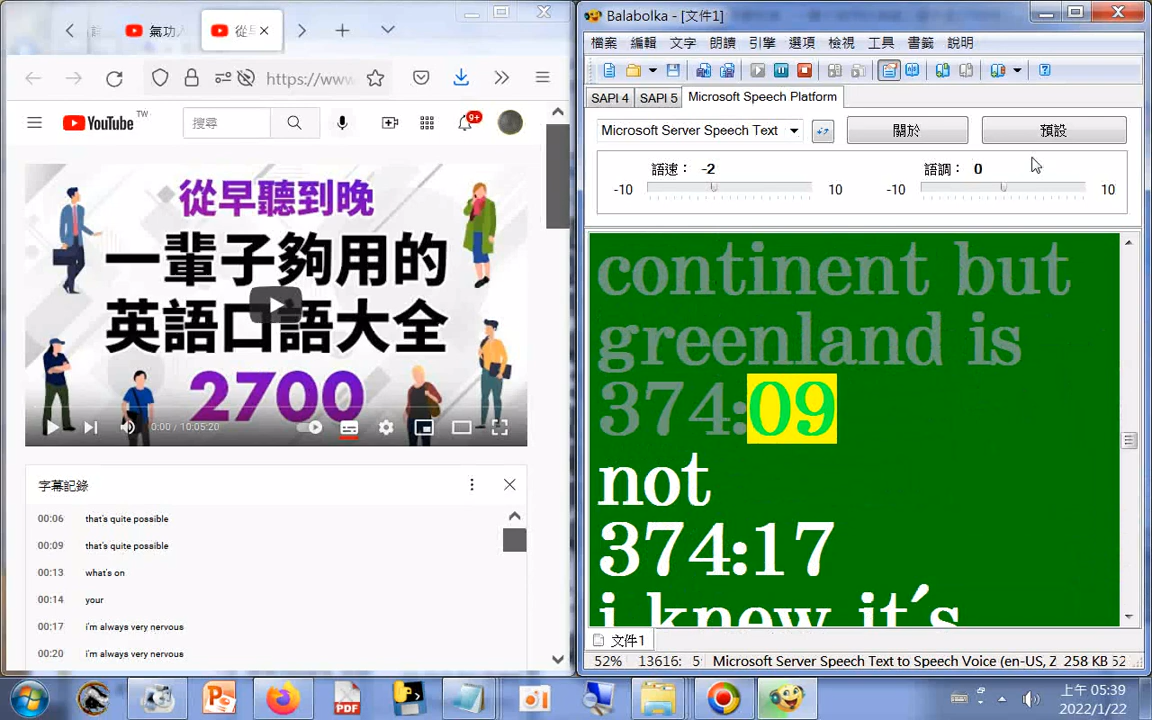 氣功
從
https://www
YouTube TW
搜尋
9+
從早聽到晚
一輩子夠用的
英語口語大全
2700
0:00 / 10:05:20
字幕記錄
00:06 that's quite possible
00:09 that's quite possible
00:13 what's on
00:14 your
00:17 i'm always very nervous
00:20 i'm always very nervous
Balabolka - [文件1]
檔案 編輯 文字 朗讀 引擎 選項 檢視 工具 書籤 說明
SAPI 4 SAPI 5 Microsoft Speech Platform
Microsoft Server Speech Text 關於 預設
語速： -2 語調： 0
-10 10 -10 10
continent but
greenland is
374:09
not
374:17
i knew it's
文件1
52% 13616: 5 Microsoft Server Speech Text to Speech Voice (en-US, Z 258 KB 52
PDF
上午 05:39
2022/1/22